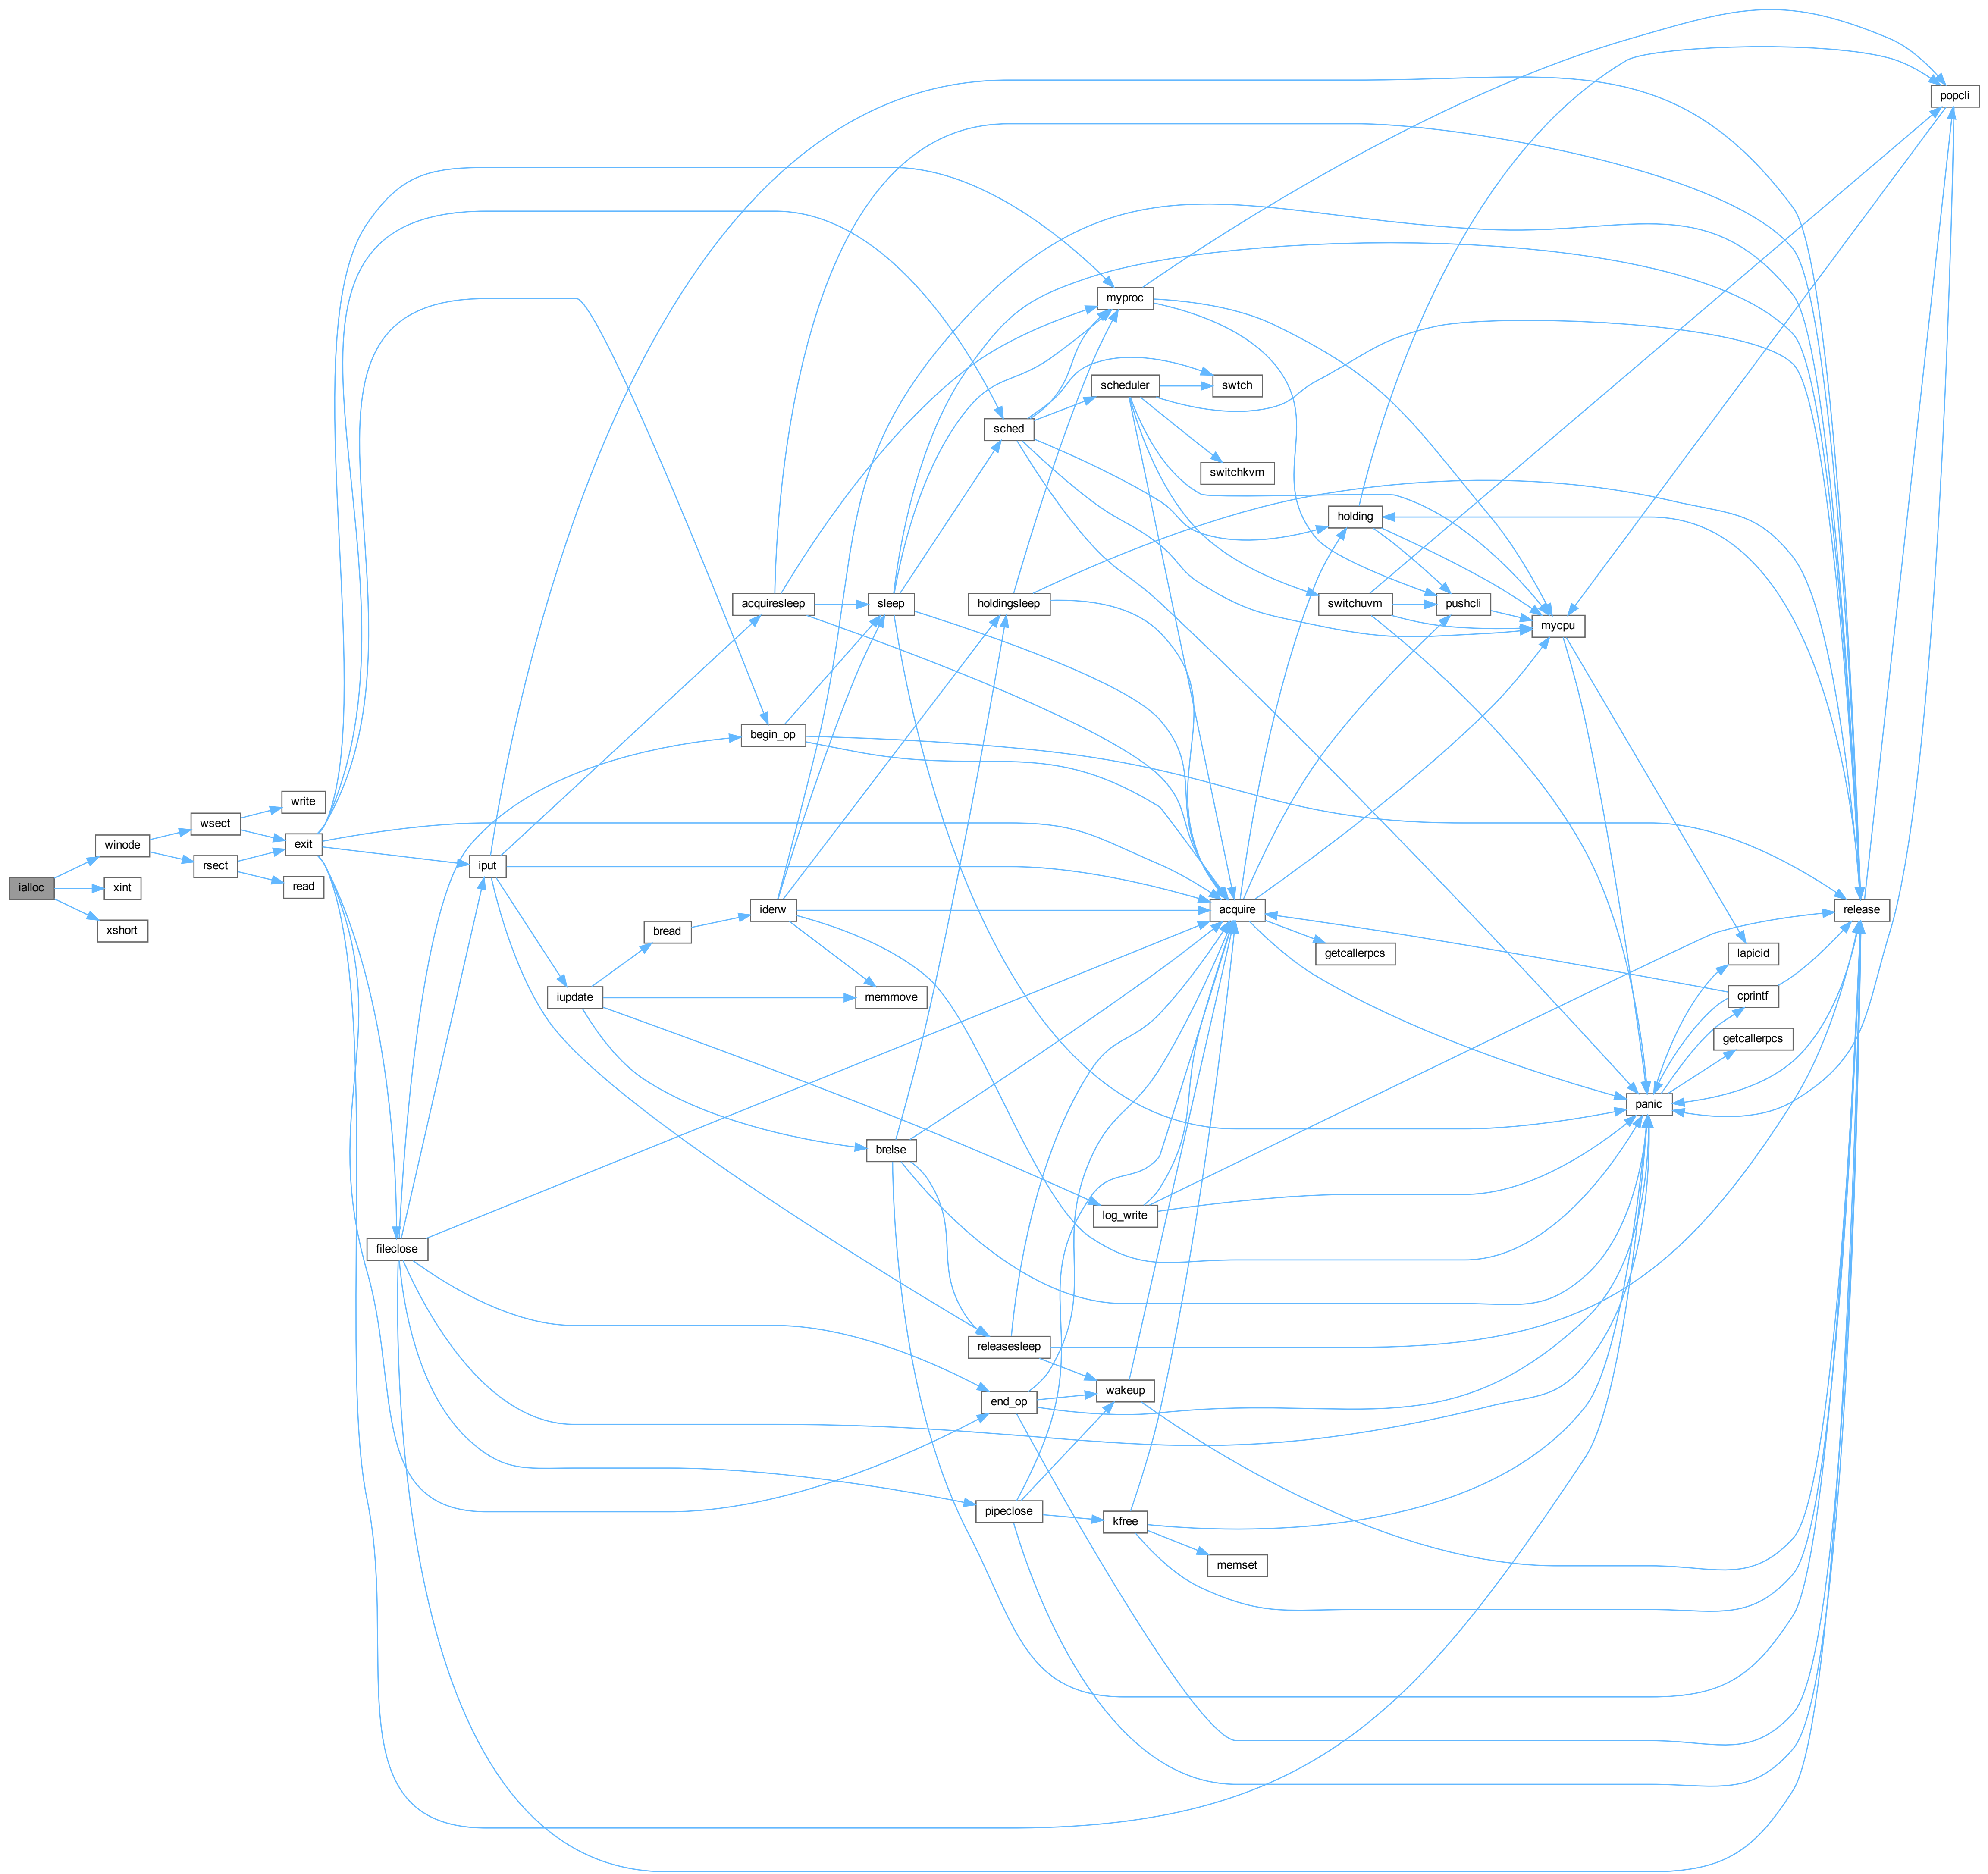 popcli
myproc
scheduler
swtch
sched
switchkvm
holding
acquiresleep
sleep
holdingsleep
switchuvm
pushcli
mycpu
begin_op
write
wsect
winode
exit
rsect
iput
ialloc
xint
read
xshort
bread
iderw
acquire
release
getcallerpcs
lapicid
iupdate
memmove
cprintf
getcallerpcs
panic
brelse
log_write
fileclose
releasesleep
wakeup
end_op
pipeclose
kfree
memset